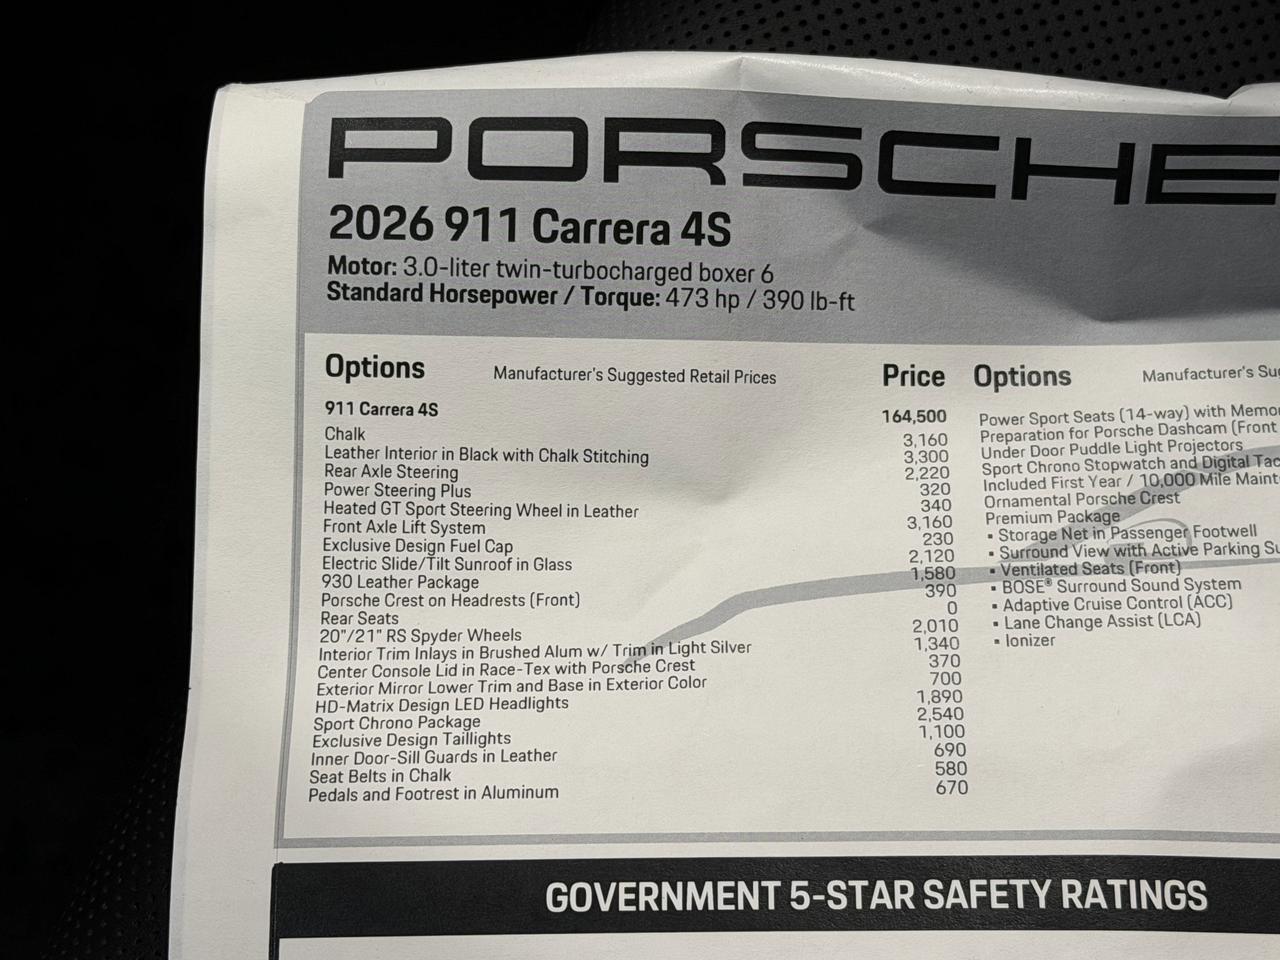 PORSCHE
2026 911 Carrera 4S
Motor: 3.0-liter twin-turbocharged boxer 6
Standard Horsepower / Torque: 473 hp / 390 lb-ft
Options Manufacturer's Suggested Retail Prices Price
911 Carrera 4S 164,500
Chalk 3,160
Leather Interior in Black with Chalk Stitching 3,300
Rear Axle Steering 2,220
Power Steering Plus 320
Heated GT Sport Steering Wheel in Leather 340
Front Axle Lift System 3,160
Exclusive Design Fuel Cap 230
Electric Slide/Tilt Sunroof in Glass 2,120
930 Leather Package 1,580
Porsche Crest on Headrests (Front) 390
Rear Seats 0
20"/21" RS Spyder Wheels 2,010
Interior Trim Inlays in Brushed Alum w/ Trim in Light Silver 1,340
Center Console Lid in Race-Tex with Porsche Crest 370
Exterior Mirror Lower Trim and Base in Exterior Color 700
HD-Matrix Design LED Headlights 1,890
Sport Chrono Package 2,540
Exclusive Design Taillights 1,100
Inner Door-Sill Guards in Leather 690
Seat Belts in Chalk 580
Pedals and Footrest in Aluminum 670
Options Manufacturer's
Power Sport Seats (14-way) with
Preparation for Porsche Dashcam (Front
Under Door Puddle Light Projectors
Sport Chrono Stopwatch and Digital
Included First Year / 10,000 Mile
Ornamental Porsche Crest
Premium Package
▪ Storage Net in Passenger Footwell
▪ Surround View with Active Parking
▪ Ventilated Seats (Front)
▪ BOSE® Surround Sound System
▪ Adaptive Cruise Control (ACC)
▪ Lane Change Assist (LCA)
▪ Ionizer
GOVERNMENT 5-STAR SAFETY RATINGS